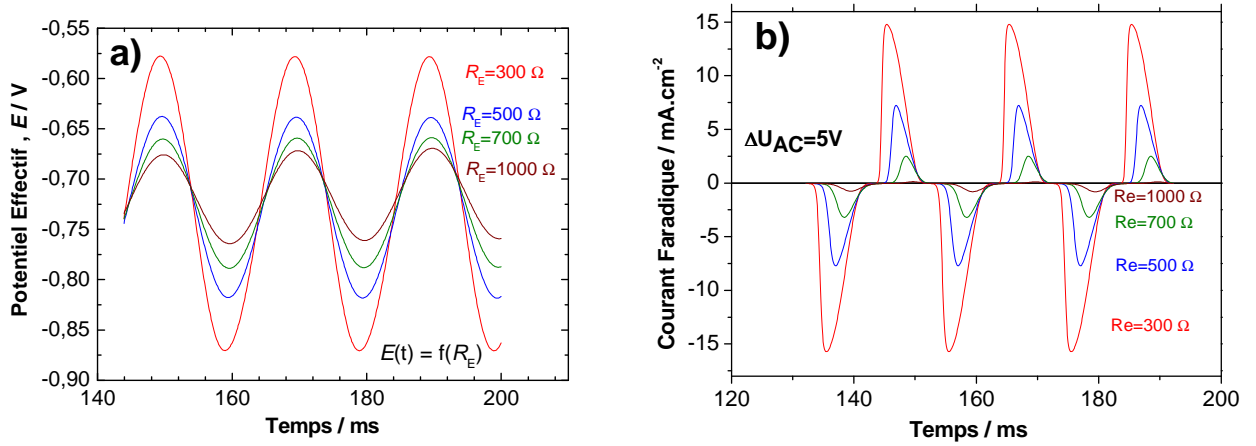 a)
-0,55
-0,60
-0,65
-0,70
-0,75
-0,80
-0,85
-0,90
Potentiel Effectif , E / V
R_E=300 Ω
R_E=500 Ω
R_E=700 Ω
R_E=1000 Ω
E(t) = f(R_E)
140 160 180 200
Temps / ms
b)
15
10
5
0
-5
-10
-15
Courant Faradique / mA.cm⁻²
ΔU_AC=5V
Re=1000 Ω
Re=700 Ω
Re=500 Ω
Re=300 Ω
120 140 160 180 200
Temps / ms